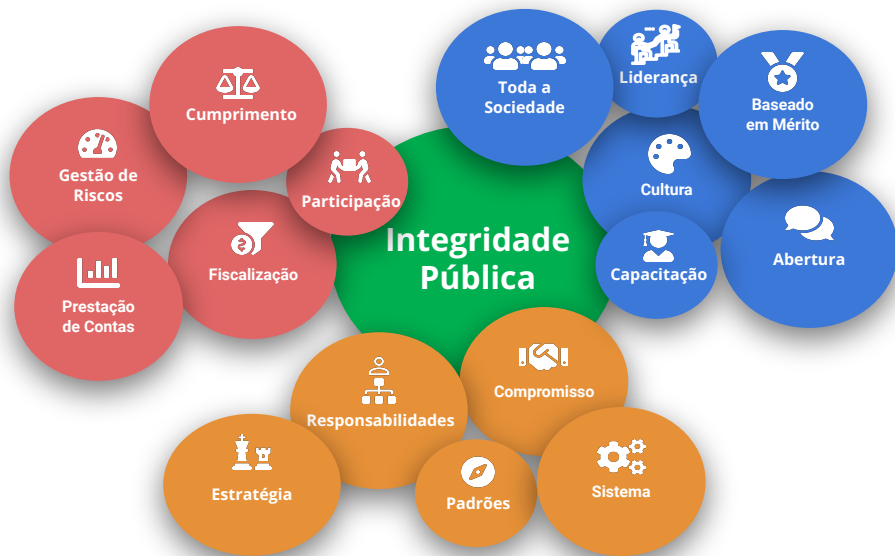 Integridade
Pública
Cumprimento
Gestão de
Riscos
Participação
Fiscalização
Prestação
de Contas
Toda a
Sociedade
Liderança
Baseado
em Mérito
Cultura
Capacitação
Abertura
Compromisso
Responsabilidades
Estratégia
Padrões
Sistema